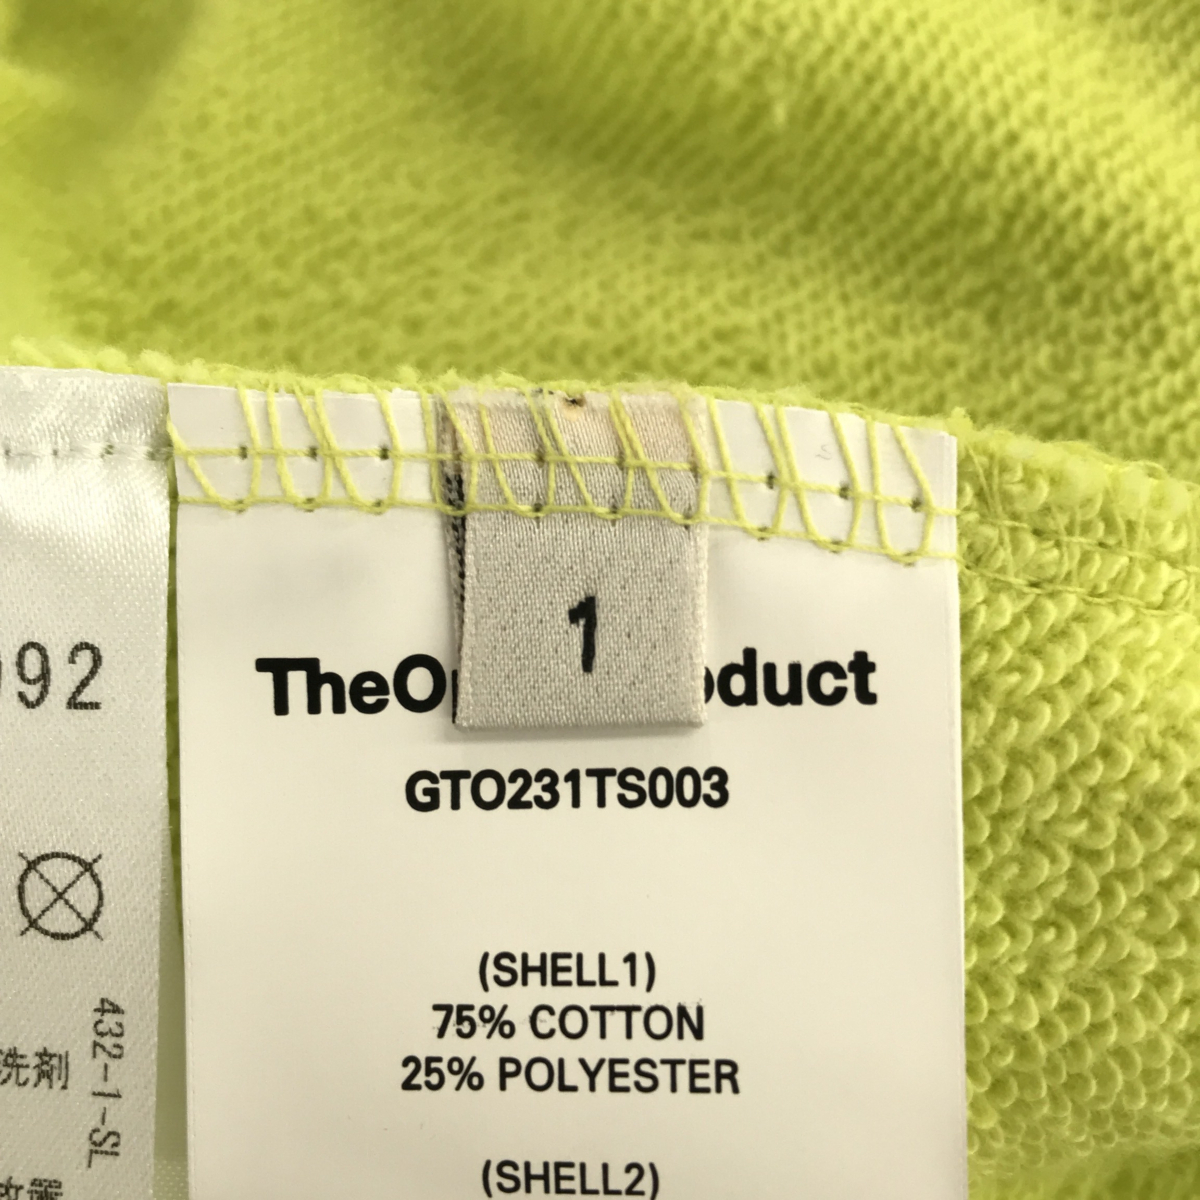 1
TheO oduct
GTO231TS003
(SHELL1)
75% COTTON
25% POLYESTER
(SHELL2)
92
432-1-SL
洗剤